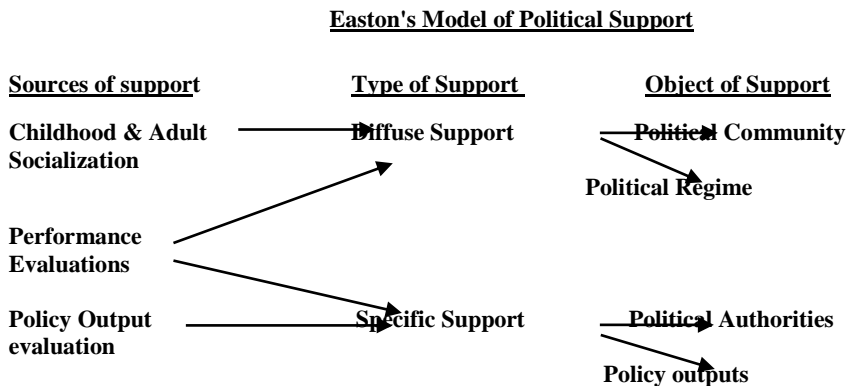 Easton's Model of Political Support
Sources of support Type of Support Object of Support
Childhood & Adult Diffuse Support Political Community
Socialization
Political Regime
Performance
Evaluations
Policy Output Specific Support Political Authorities
evaluation
Policy outputs